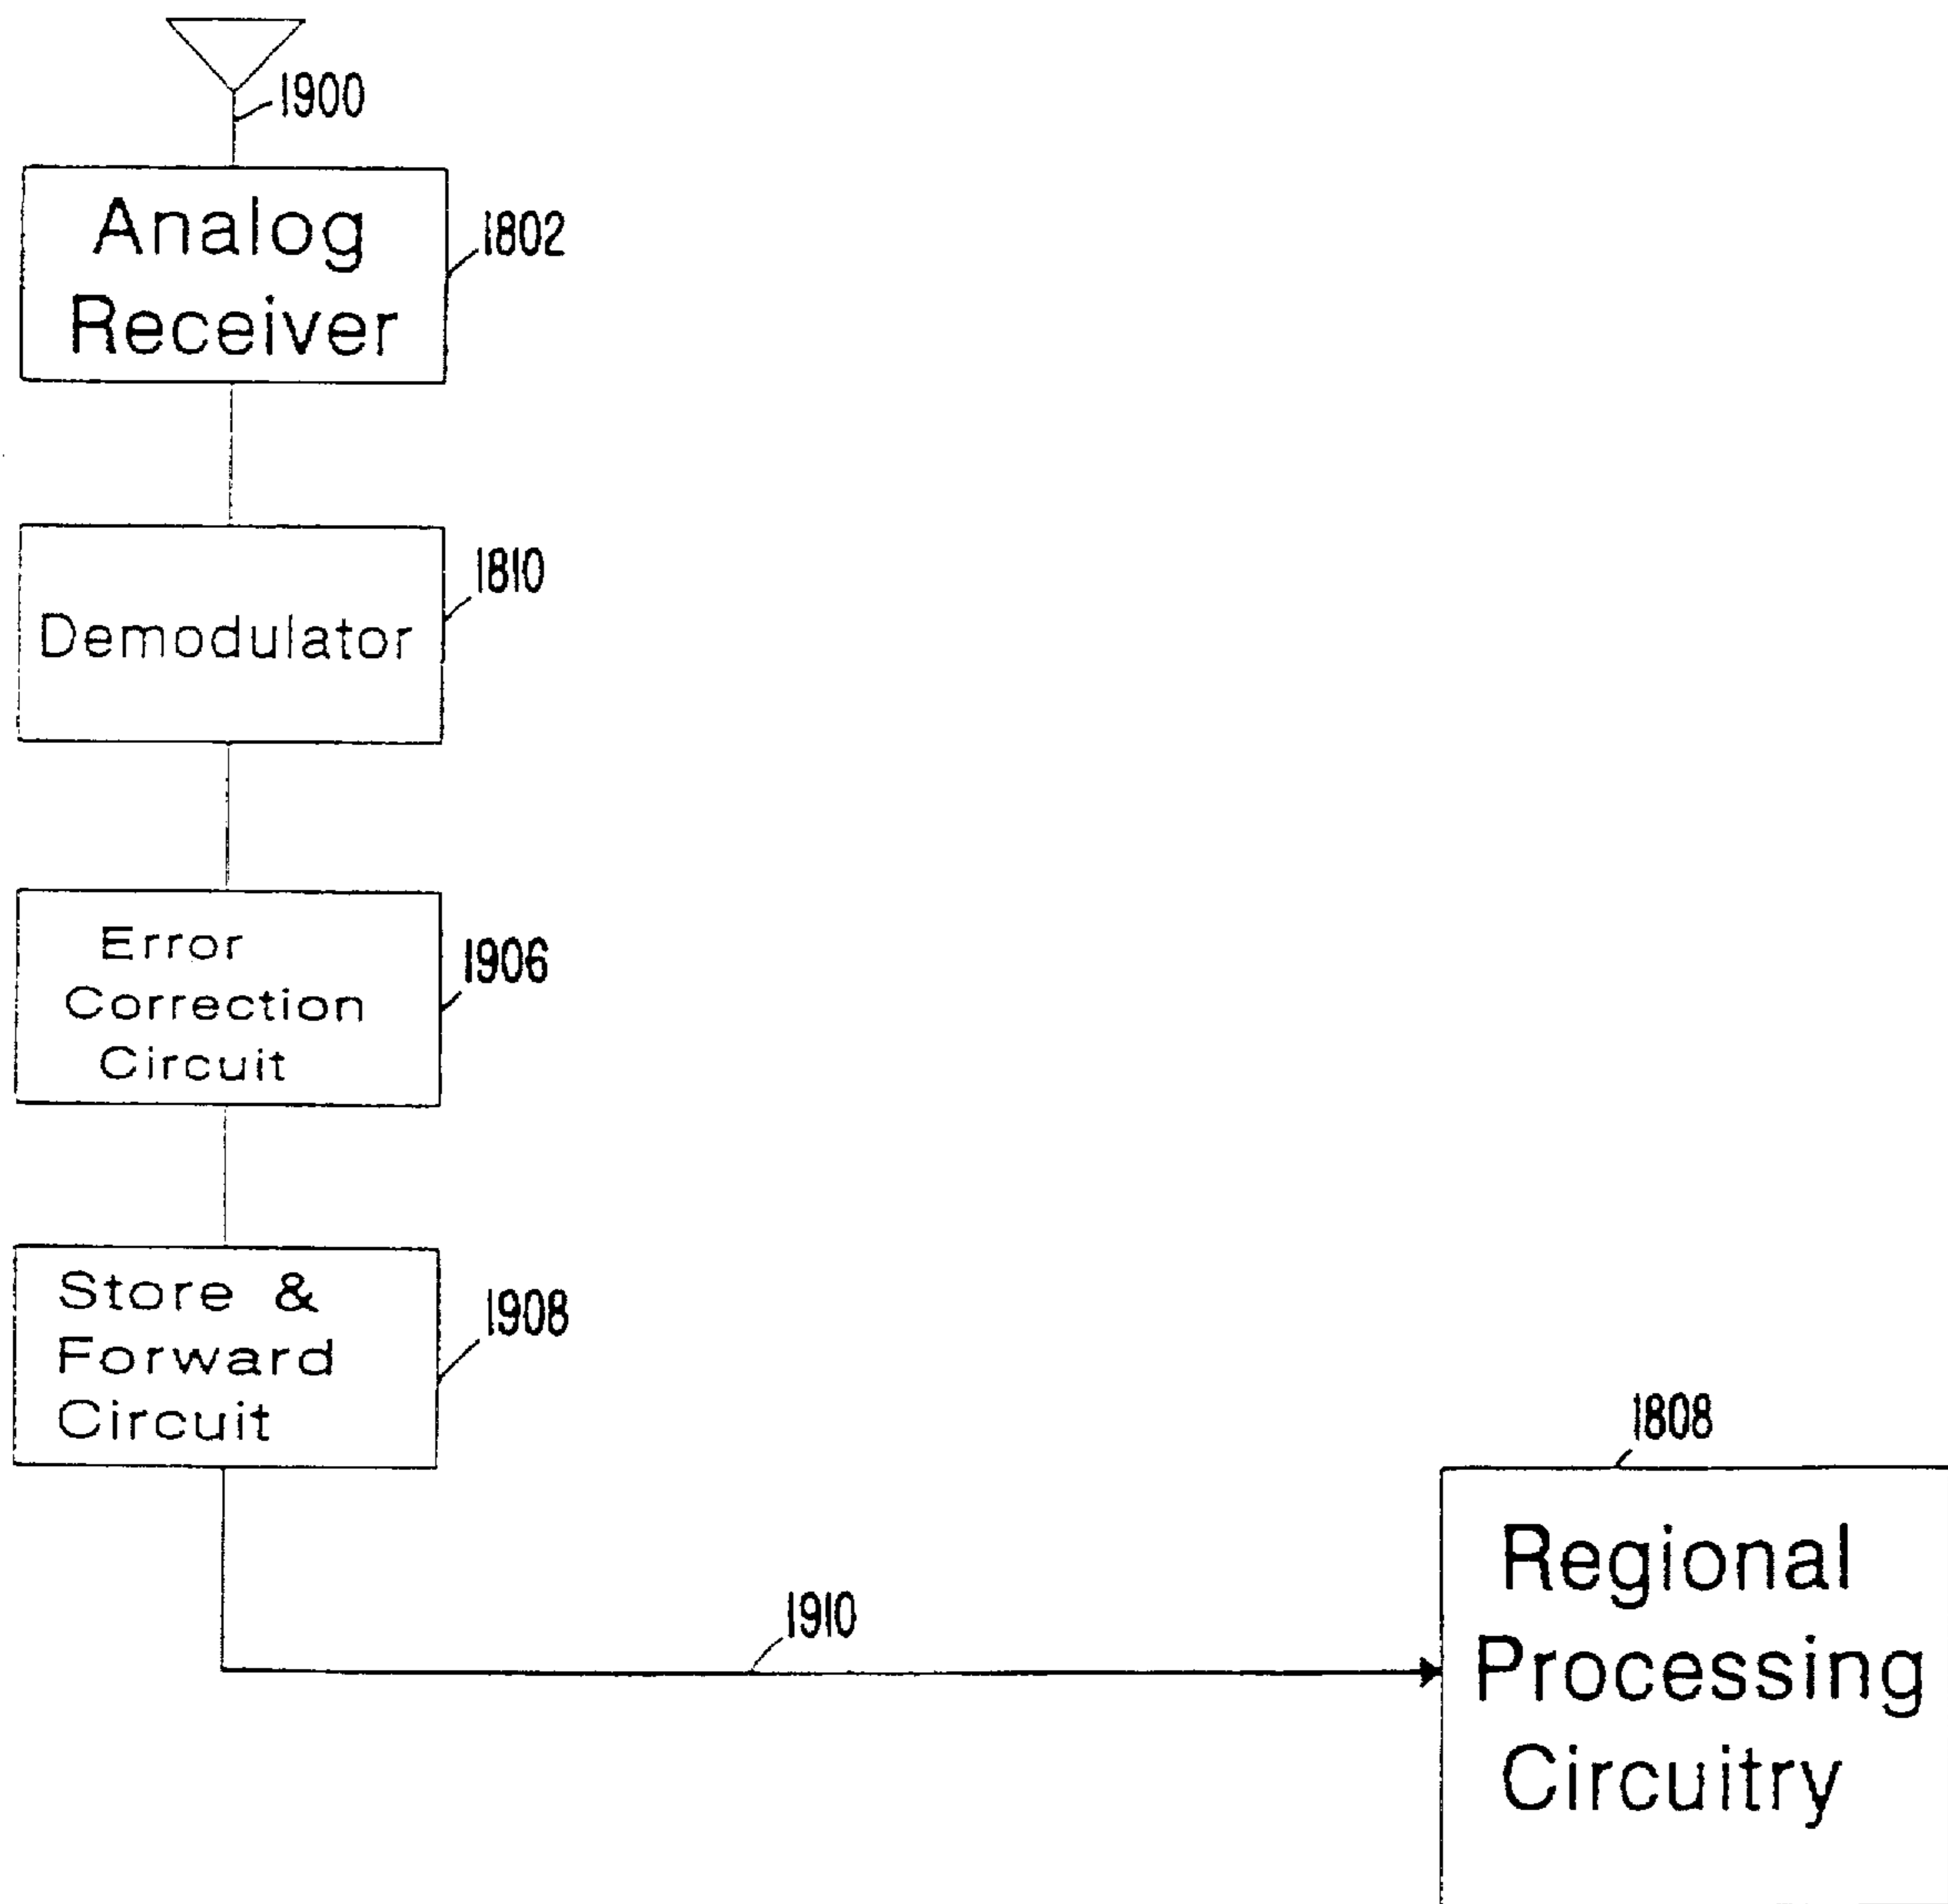 1900
Analog
Receiver
1802
Demodulator
1810
Error
Correction
Circuit
1906
Store &
Forward
Circuit
1908
1910
1808
Regional
Processing
Circuitry